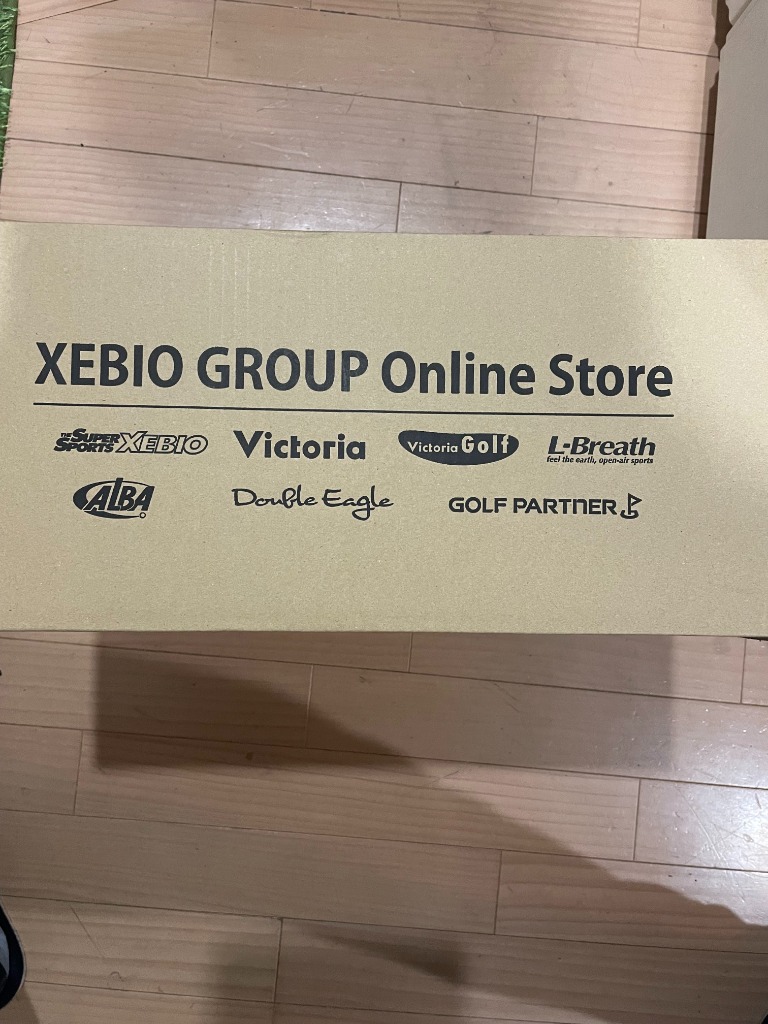 XEBIO GROUP Online Store
THE SUPER SPORTS XEBIO Victoria Victoria Golf L-Breath
feel the earth, open-air sports
ALBA Double Eagle GOLF PARTNER